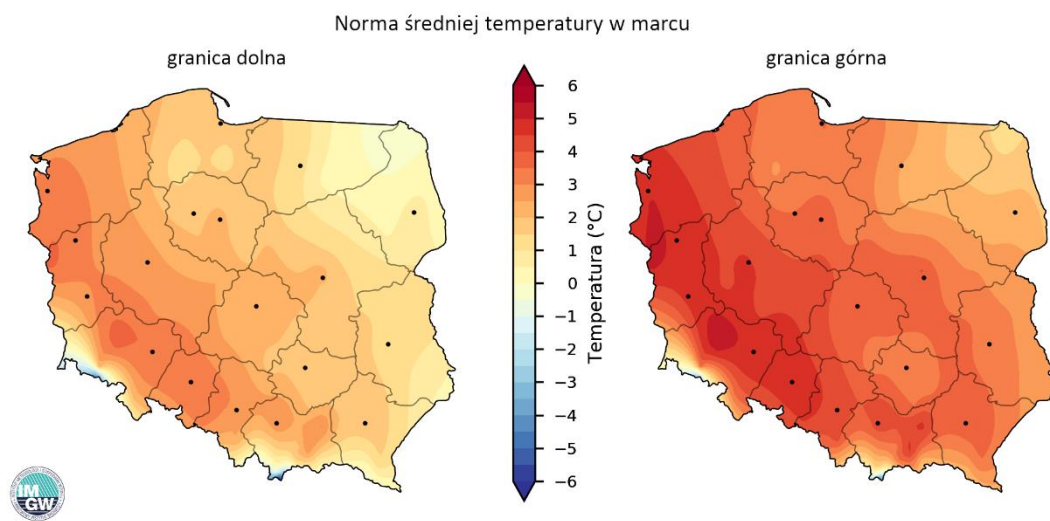 Norma średniej temperatury w marcu
granica dolna
granica górna
6
5
4
3
2
1
0
−1
−2
−3
−4
−5
−6
Temperatura (°C)
IM
GW